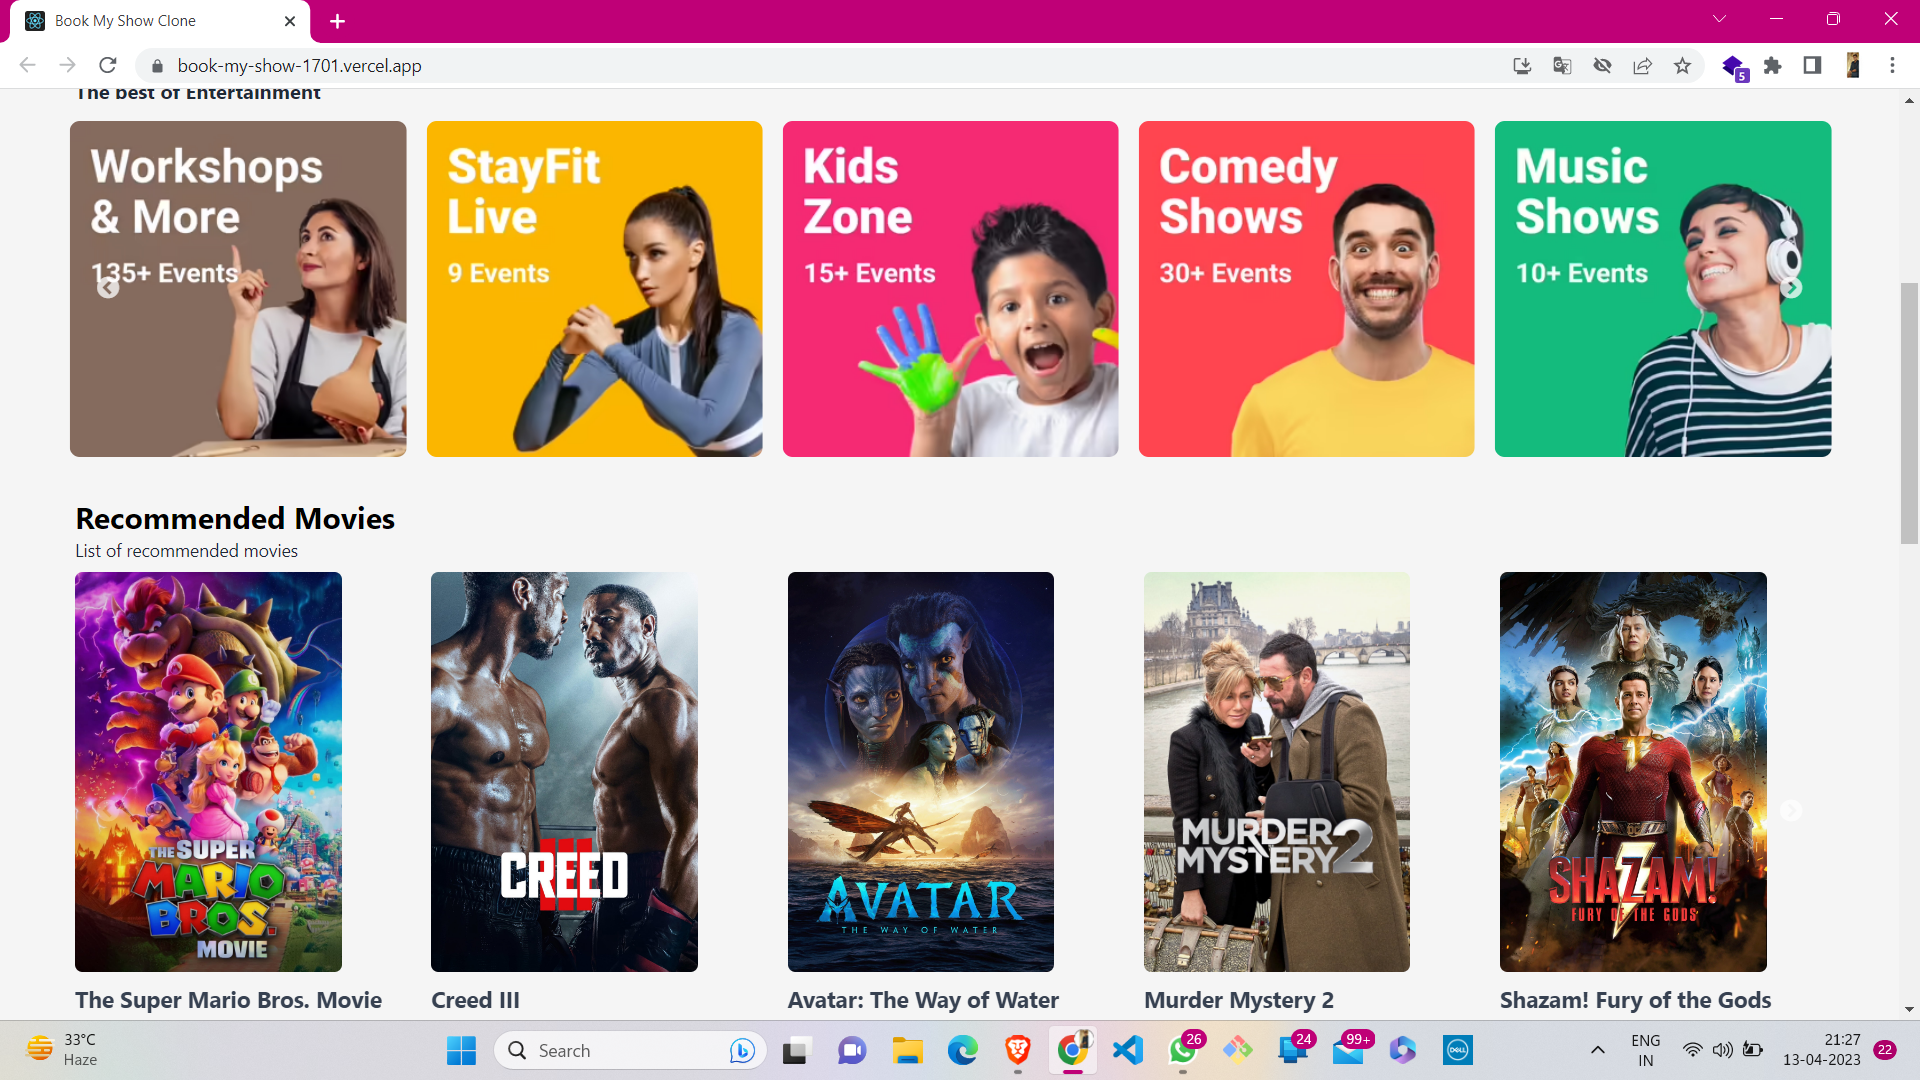 Book My Show Clone
book-my-show-1701.vercel.app
5
The best of Entertainment
Workshops
& More
135+ Events
StayFit
Live
9 Events
Kids
Zone
15+ Events
Comedy
Shows
30+ Events
Music
Shows
10+ Events
Recommended Movies
List of recommended movies
THE SUPER
MARIO
BROS.
MOVIE
III
CREED
AVATAR
THE WAY OF WATER
MURDER
MYSTERY 2
SHAZAM!
FURY OF THE GODS
The Super Mario Bros. Movie
Creed III
Avatar: The Way of Water
Murder Mystery 2
Shazam! Fury of the Gods
33°C
Haze
Search
26
24
99+
DELL
ENG
IN
21:27
13-04-2023
22